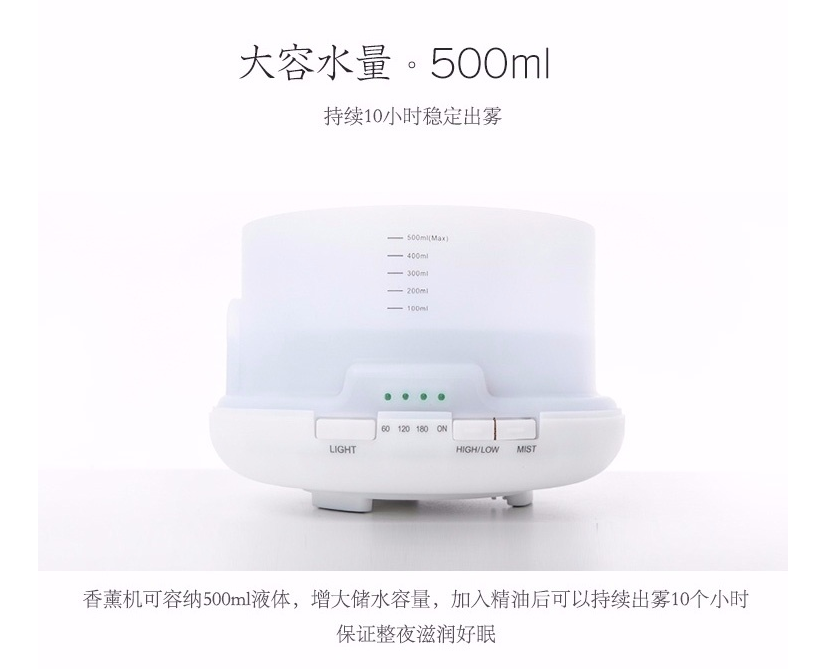 大容水量。500ml
持续10小时稳定出雾
500ml(Max)
400ml
300ml
200ml
100ml
60 120 180 ON
LIGHT HIGH/LOW MIST
香薰机可容纳500ml液体，增大储水容量，加入精油后可以持续出雾10个小时
保证整夜滋润好眠